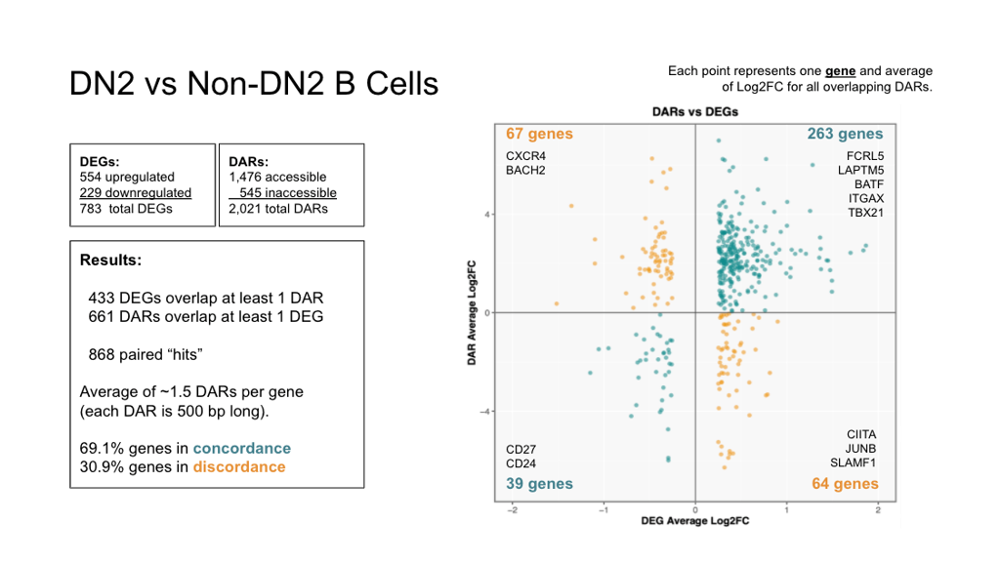 DN2 vs Non-DN2 B Cells
Each point represents one gene and average
of Log2FC for all overlapping DARs.
DEGs:
554 upregulated
229 downregulated
783 total DEGs
DARs:
1,476 accessible
545 inaccessible
2,021 total DARs
Results:
433 DEGs overlap at least 1 DAR
661 DARs overlap at least 1 DEG
868 paired “hits”
Average of ~1.5 DARs per gene
(each DAR is 500 bp long).
69.1% genes in concordance
30.9% genes in discordance
DARs vs DEGs
67 genes
CXCR4
BACH2
263 genes
FCRL5
LAPTM5
BATF
ITGAX
TBX21
DAR Average Log2FC
4
0
−4
CD27
CD24
39 genes
CIITA
JUNB
SLAMF1
64 genes
−2
−1
0
1
2
DEG Average Log2FC